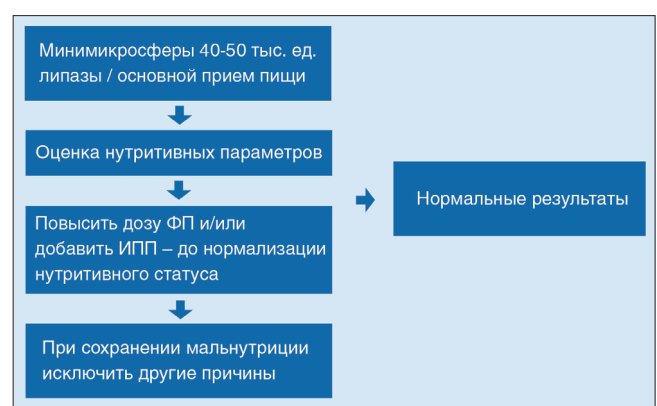 Минимикросферы 40-50 тыс. ед.
липазы / основной прием пищи
Оценка нутритивных параметров
Повысить дозу ФП и/или
добавить ИПП – до нормализации
нутритивного статуса
При сохранении мальнутриции
исключить другие причины
Нормальные результаты